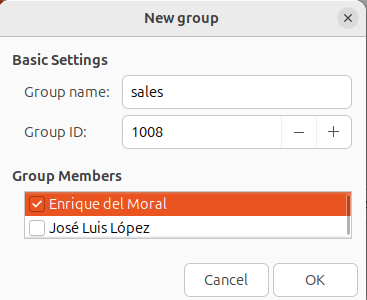 New group
Basic Settings
Group name: sales
Group ID: 1008
Group Members
Enrique del Moral
José Luis López
Cancel OK